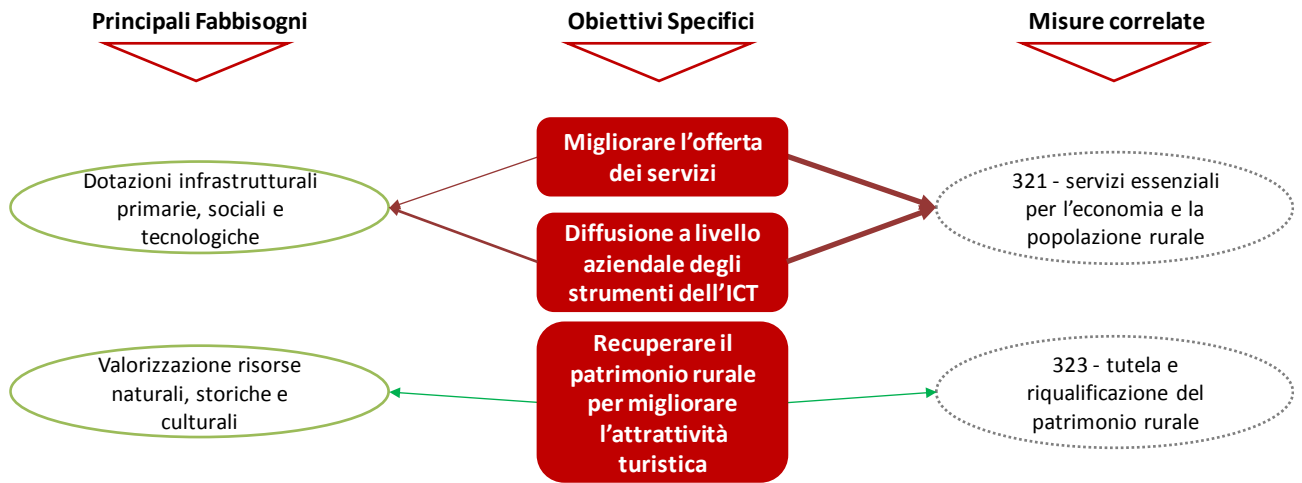 Principali Fabbisogni
Obiettivi Specifici
Misure correlate
Dotazioni infrastrutturali
primarie, sociali e
tecnologiche
Migliorare l'offerta
dei servizi
Diffusione a livello
aziendale degli
strumenti dell'ICT
321 - servizi essenziali
per l'economia e la
popolazione rurale
Valorizzazione risorse
naturali, storiche e
culturali
Recuperare il
patrimonio rurale
per migliorare
l'attrattività
turistica
323 - tutela e
riqualificazione del
patrimonio rurale